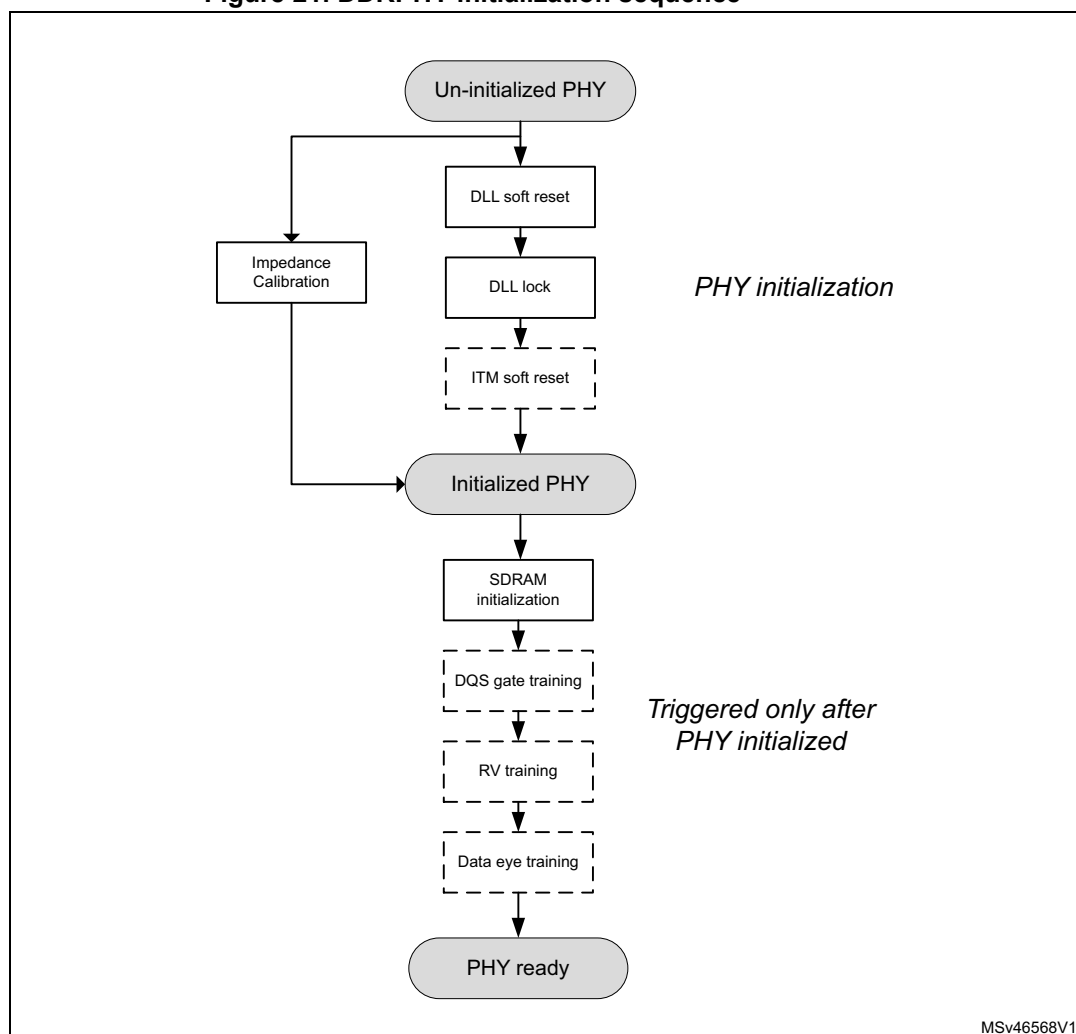 Un-initialized PHY
DLL soft reset
Impedance
Calibration
DLL lock
PHY initialization
ITM soft reset
Initialized PHY
SDRAM
initialization
DQS gate training
Triggered only after
PHY initialized
RV training
Data eye training
PHY ready
MSv46568V1